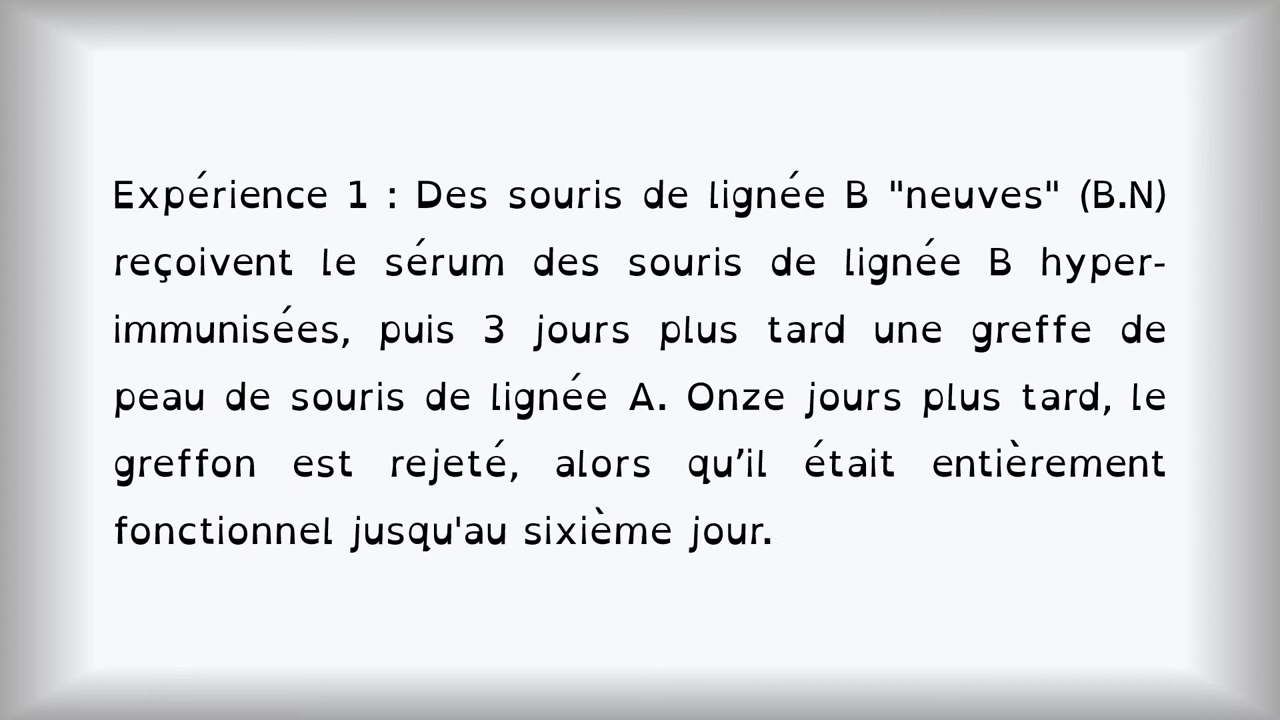 Expérience 1 : Des souris de lignée B "neuves" (B.N)
reçoivent le sérum des souris de lignée B hyper-
immunisées, puis 3 jours plus tard une greffe de
peau de souris de lignée A. Onze jours plus tard, le
greffon est rejeté, alors qu’il était entièrement
fonctionnel jusqu'au sixième jour.